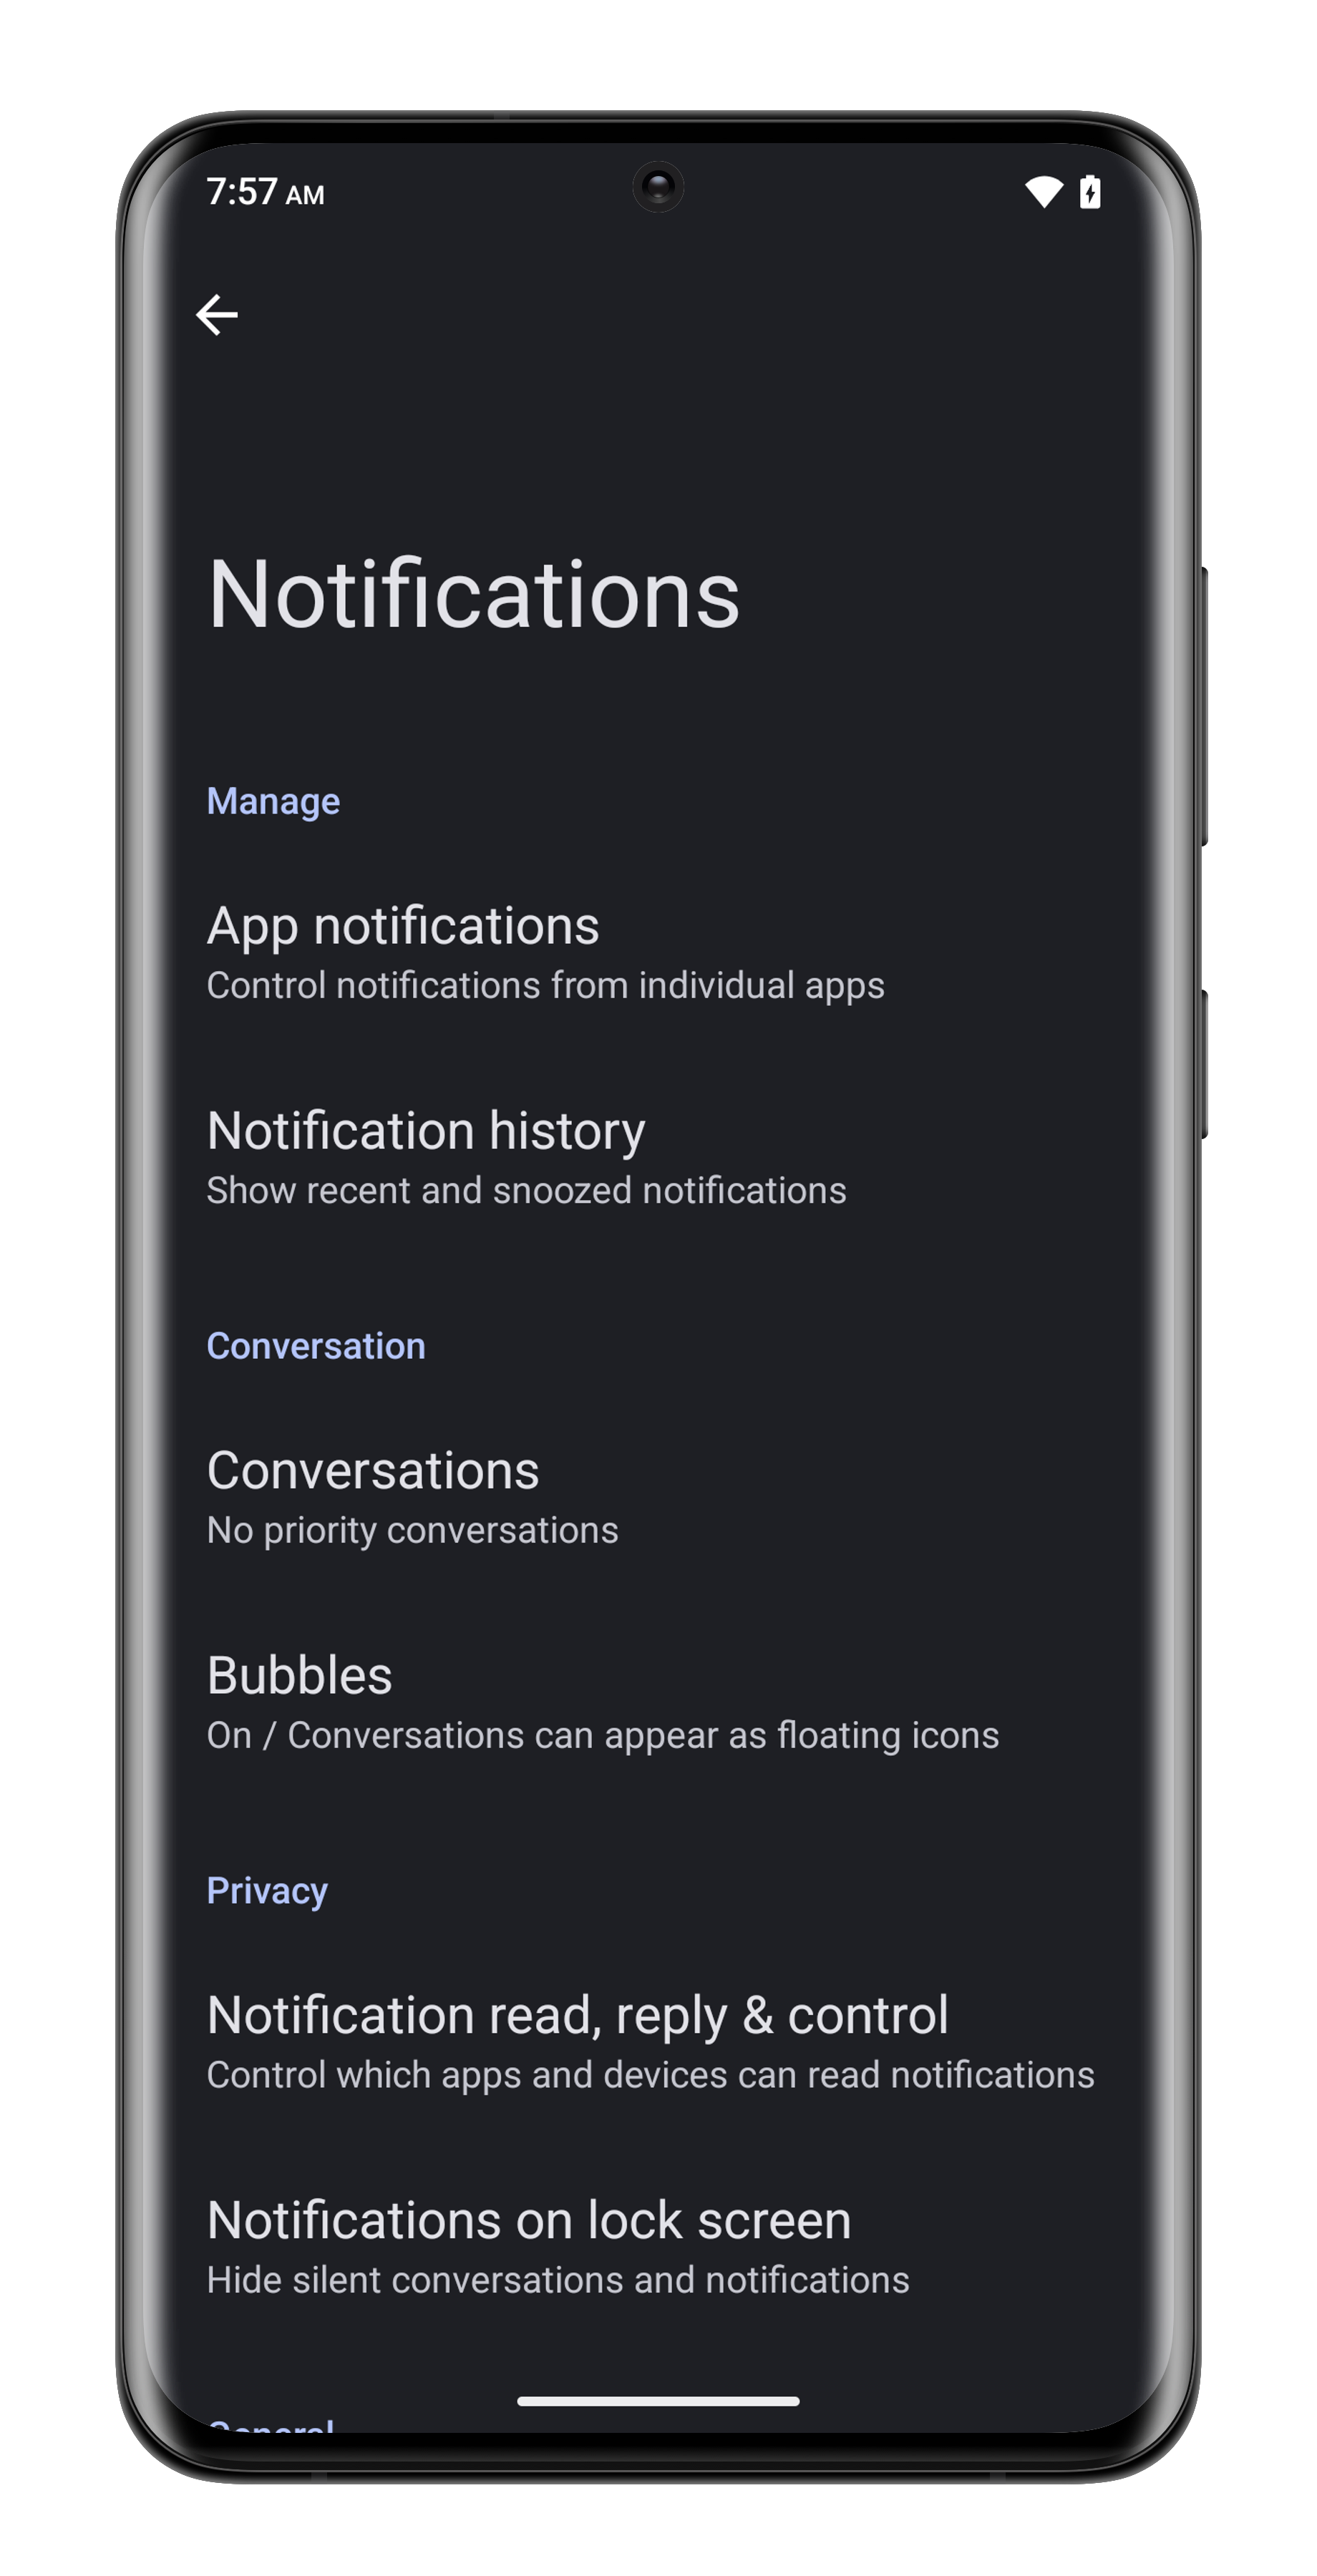 7:57 AM
Notifications
Manage
App notifications
Control notifications from individual apps
Notification history
Show recent and snoozed notifications
Conversation
Conversations
No priority conversations
Bubbles
On / Conversations can appear as floating icons
Privacy
Notification read, reply & control
Control which apps and devices can read notifications
Notifications on lock screen
Hide silent conversations and notifications
General